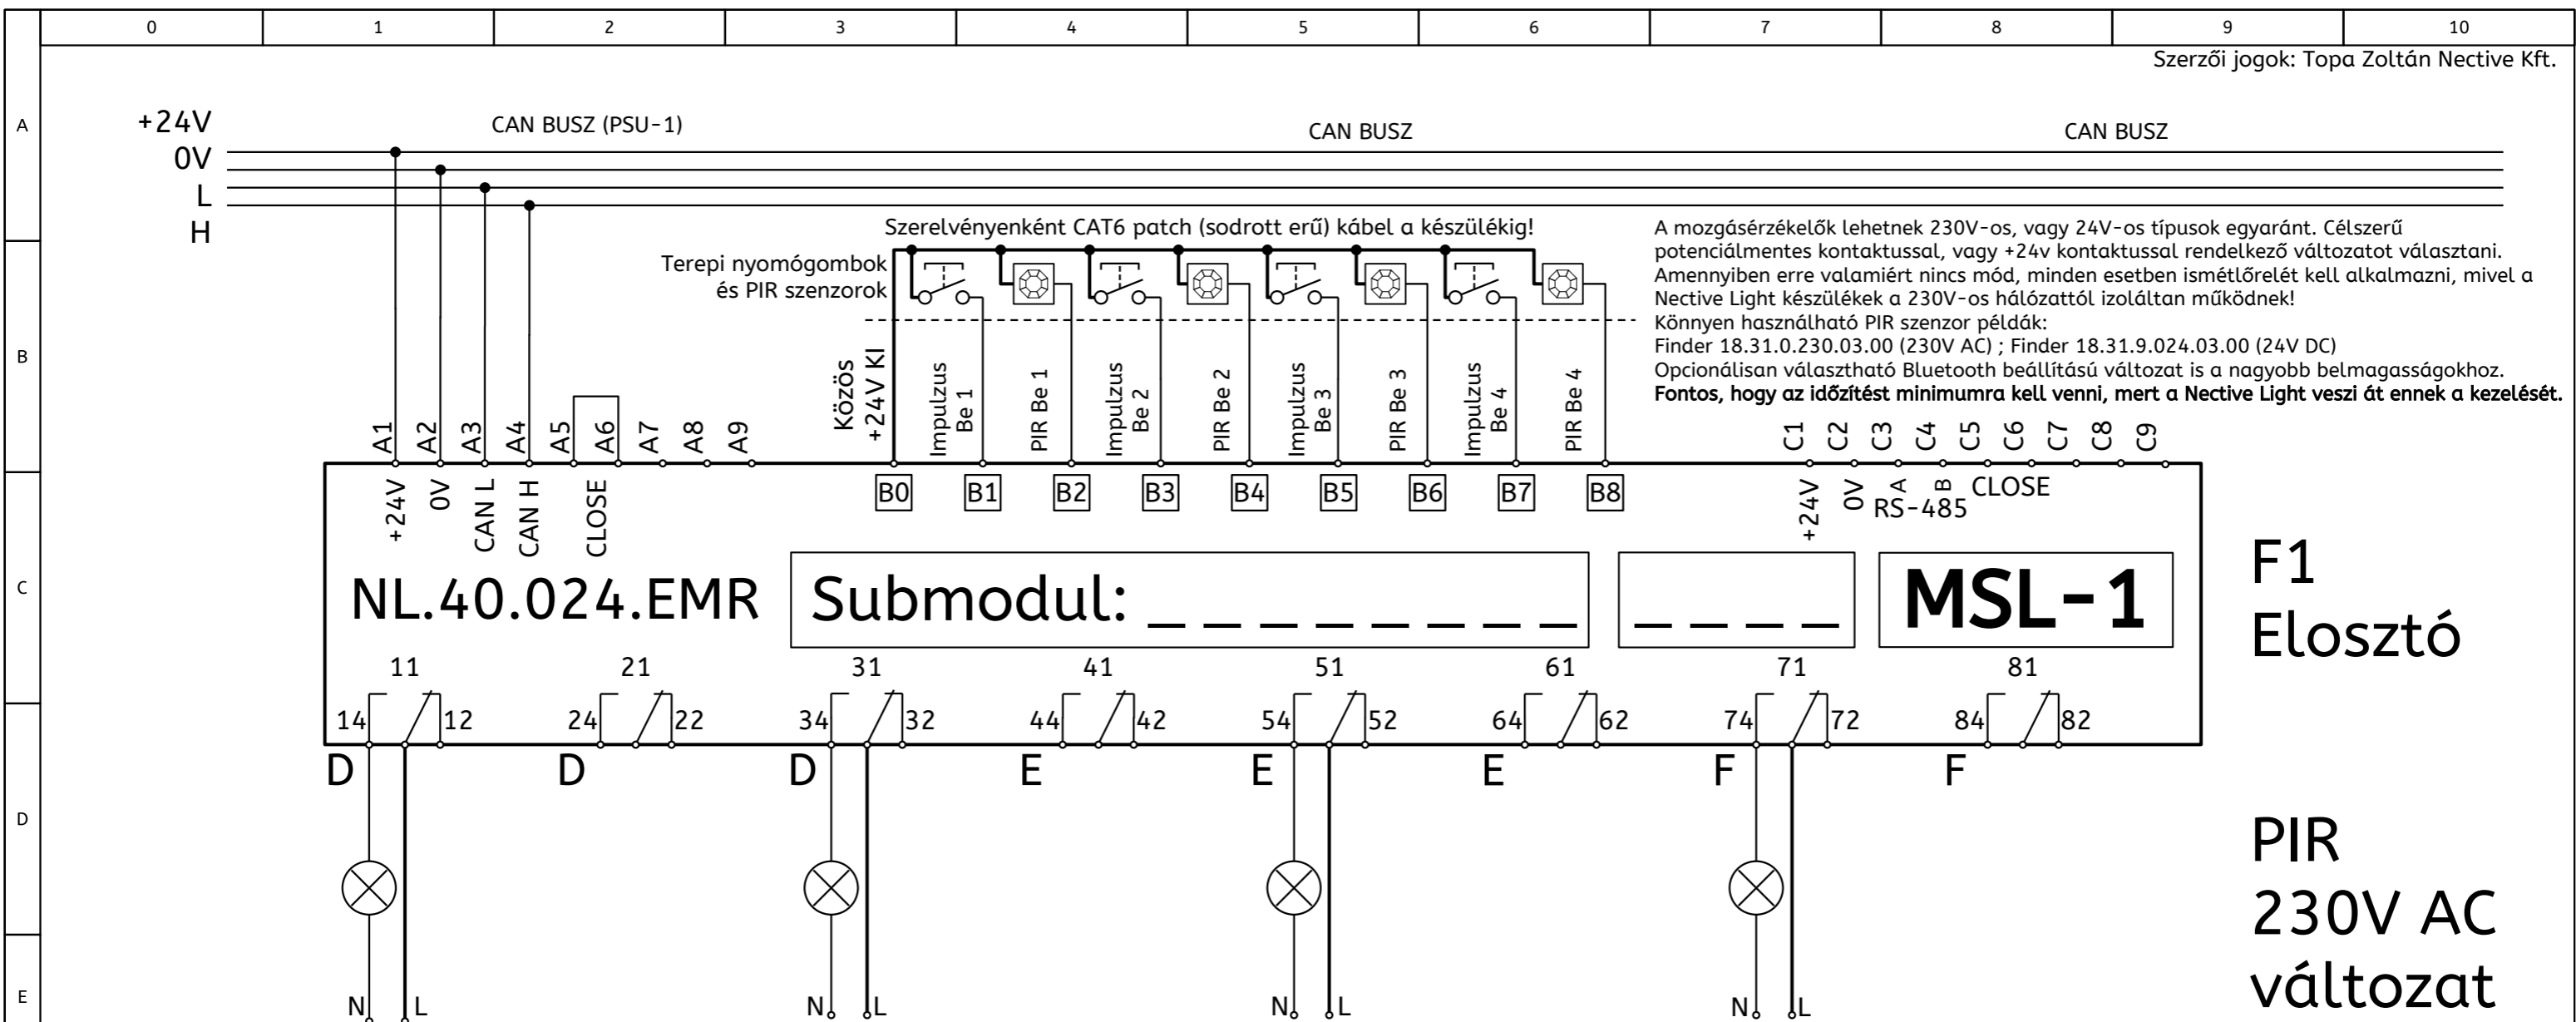 0 1 2 3 4 5 6 7 8 9 10
Szerzői jogok: Topa Zoltán Nective Kft.
A
+24V
CAN BUSZ (PSU-1)
CAN BUSZ
CAN BUSZ
0V
L
H
Szerelvényenként CAT6 patch (sodrott erű) kábel a készülékig!
Terepi nyomógombok
és PIR szenzorok
A mozgásérzékelők lehetnek 230V-os, vagy 24V-os típusok egyaránt. Célszerű
potenciálmentes kontaktussal, vagy +24v kontaktussal rendelkező változatot választani.
Amennyiben erre valamiért nincs mód, minden esetben ismétlőrelét kell alkalmazni, mivel a
Nective Light készülékek a 230V-os hálózattól izoláltan működnek!
Könnyen használható PIR szenzor példák:
Finder 18.31.0.230.03.00 (230V AC) ; Finder 18.31.9.024.03.00 (24V DC)
Opcionálisan választható Bluetooth beállítású változat is a nagyobb belmagasságokhoz.
Fontos, hogy az időzítést minimumra kell venni, mert a Nective Light veszi át ennek a kezelését.
B
Közös
+24V KI
Impulzus
Be 1
PIR Be 1
Impulzus
Be 2
PIR Be 2
Impulzus
Be 3
PIR Be 3
Impulzus
Be 4
PIR Be 4
A1 A2 A3 A4 A5 A6 A7 A8 A9
C1 C2 C3 C4 C5 C6 C7 C8 C9
+24V 0V CAN L CAN H CLOSE
B0 B1 B2 B3 B4 B5 B6 B7 B8
+24V 0V A B CLOSE
RS-485
C
NL.40.024.EMR
Submodul: _ _ _ _ _ _ _ _
_ _ _ _
MSL-1
F1
Elosztó
11 21 31 41 51 61 71 81
14 12 24 22 34 32 44 42 54 52 64 62 74 72 84 82
D D D E E E F F
D
PIR
230V AC
változat
E
N L N L N L N L